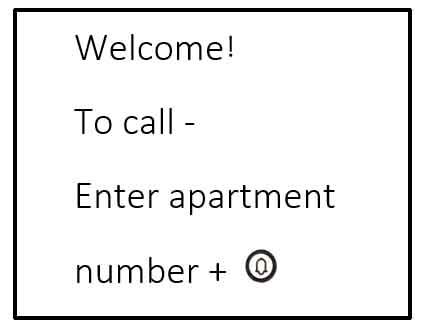 Welcome!
To call -
Enter apartment
number +